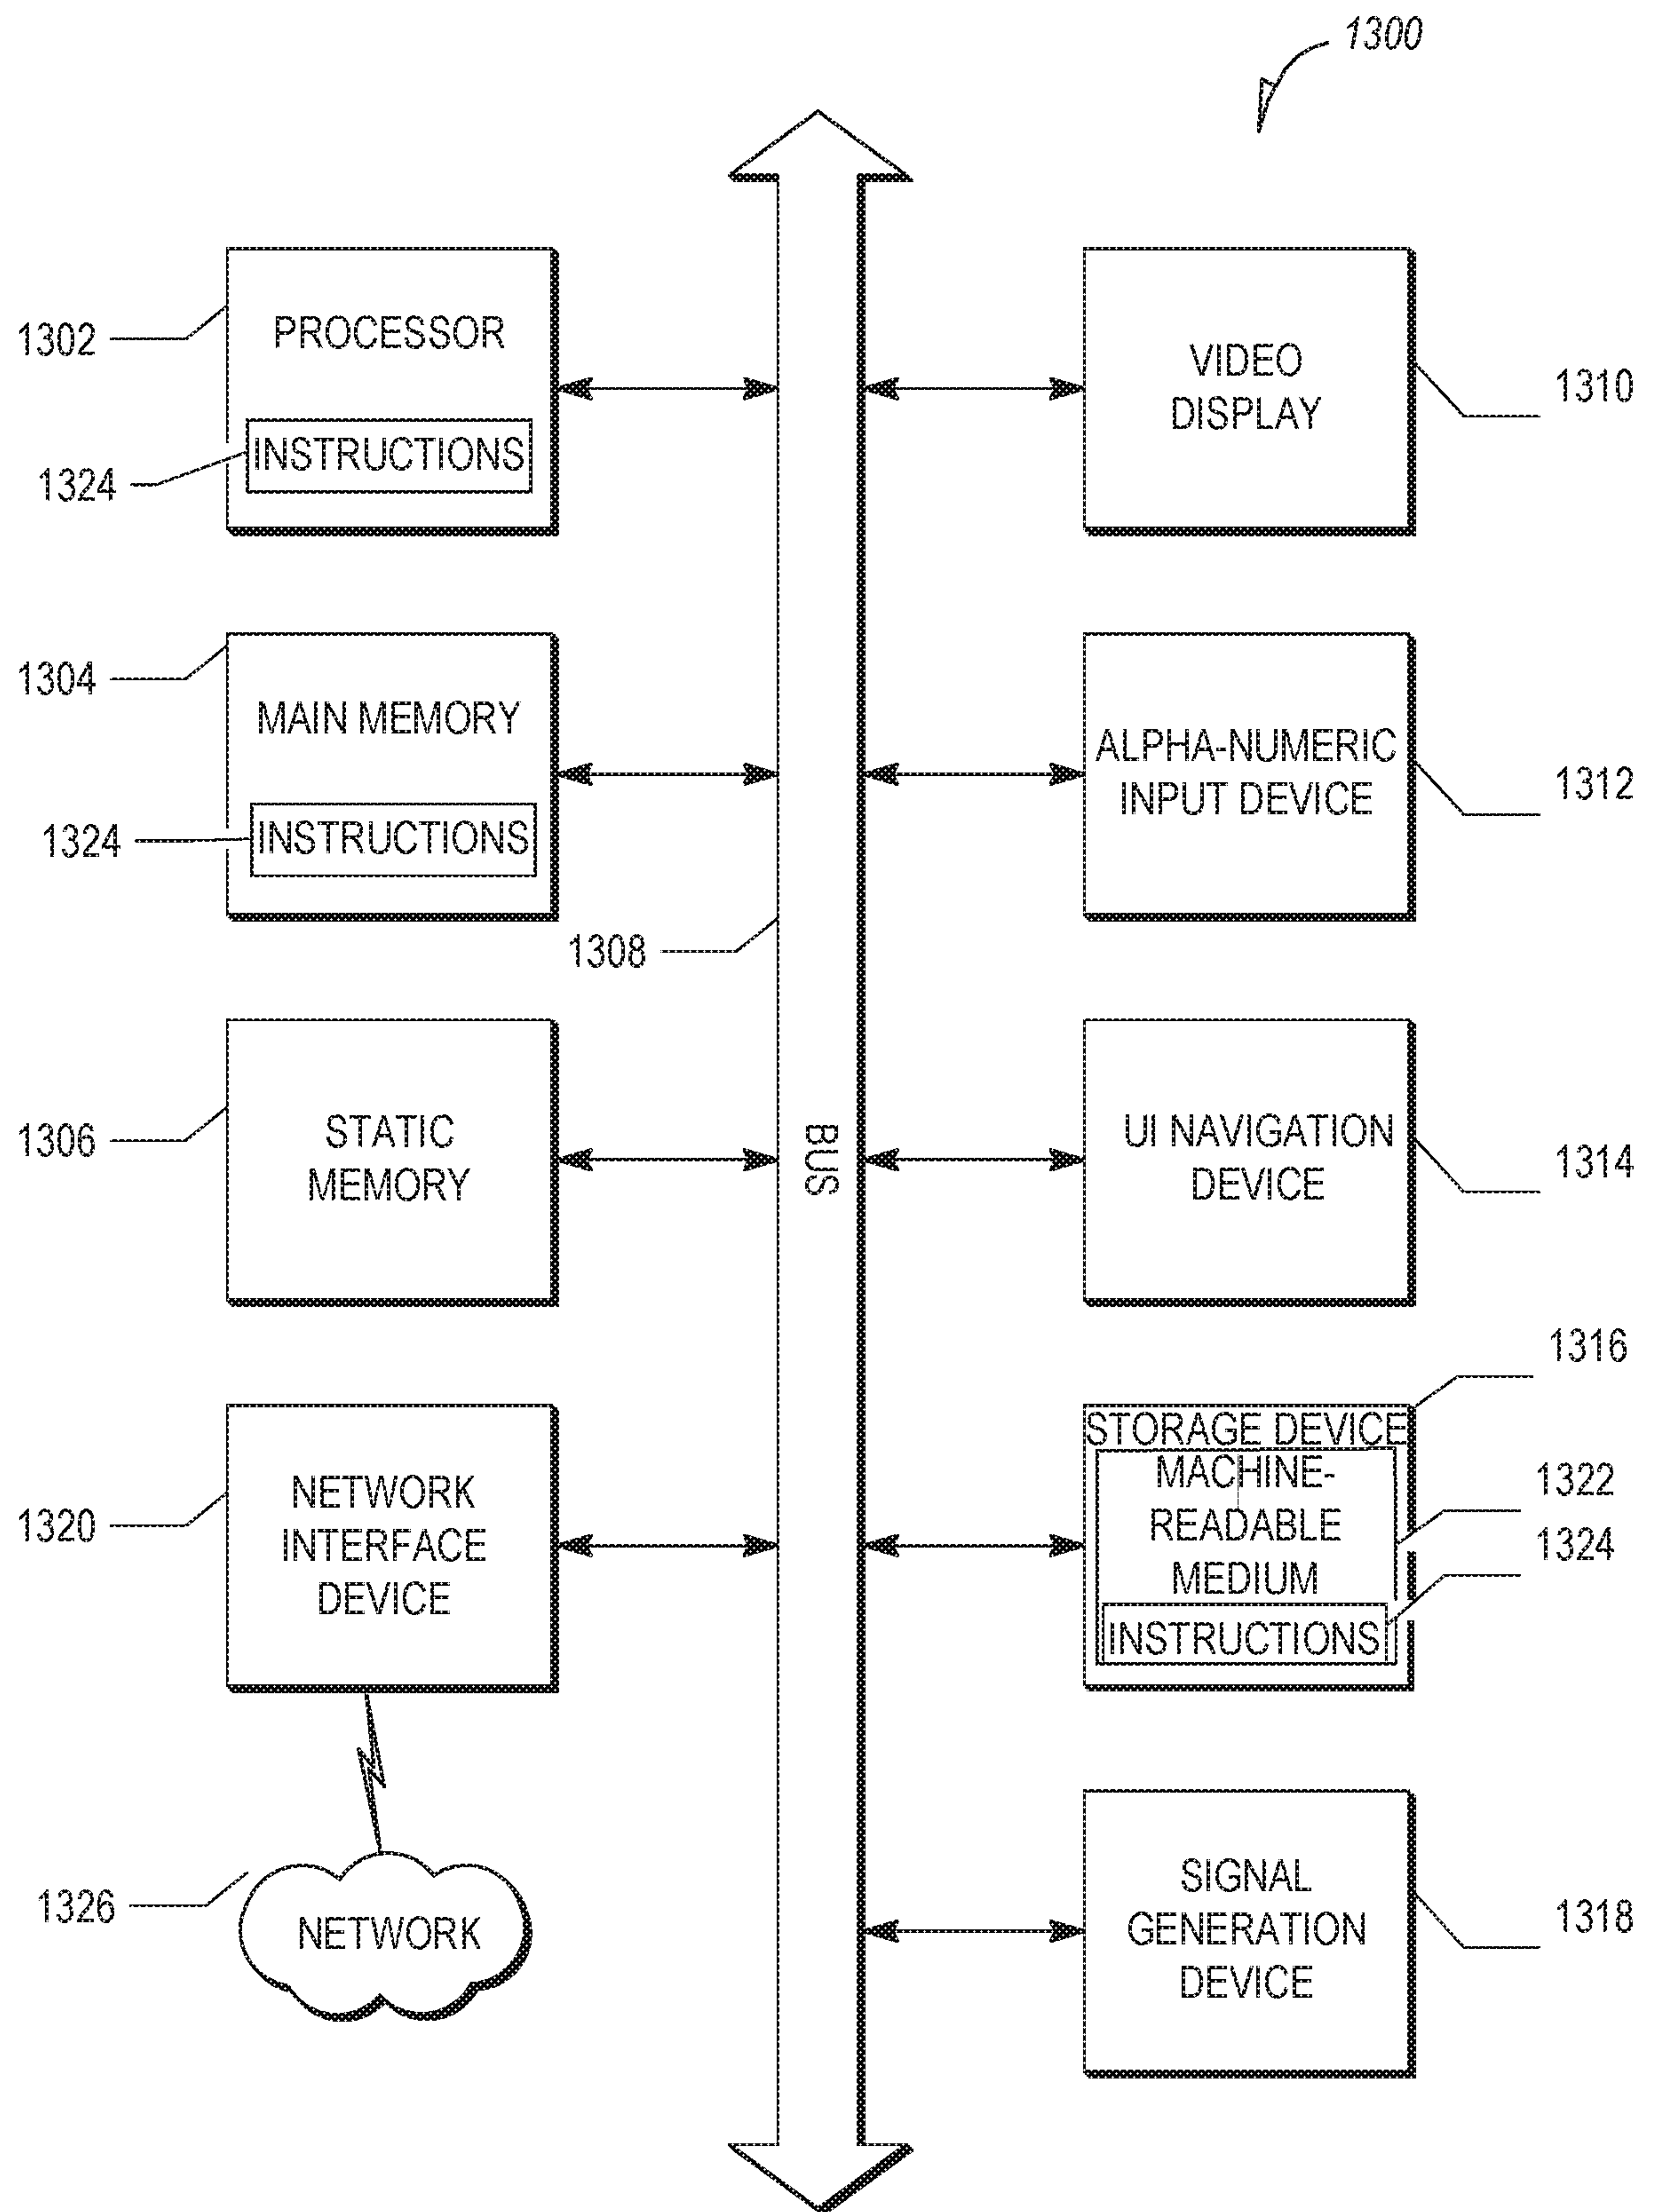 1300
1302
PROCESSOR
1324
INSTRUCTIONS
VIDEO
DISPLAY
1310
1304
MAIN MEMORY
1324
INSTRUCTIONS
ALPHA-NUMERIC
INPUT DEVICE
1312
1308
BUS
1306
STATIC
MEMORY
UI NAVIGATION
DEVICE
1314
1320
NETWORK
INTERFACE
DEVICE
1316
STORAGE DEVICE
MACHINE-
READABLE
MEDIUM
1322
1324
INSTRUCTIONS
1326
NETWORK
SIGNAL
GENERATION
DEVICE
1318